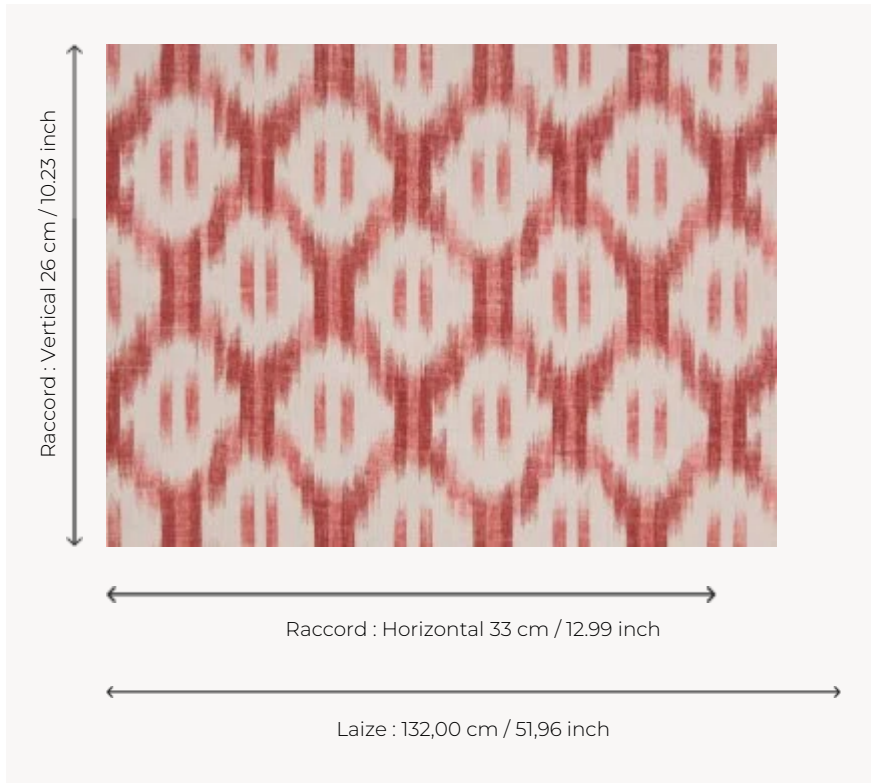 Raccord : Vertical 26 cm / 10.23 inch
Raccord : Horizontal 33 cm / 12.99 inch
Laize : 132,00 cm / 51,96 inch